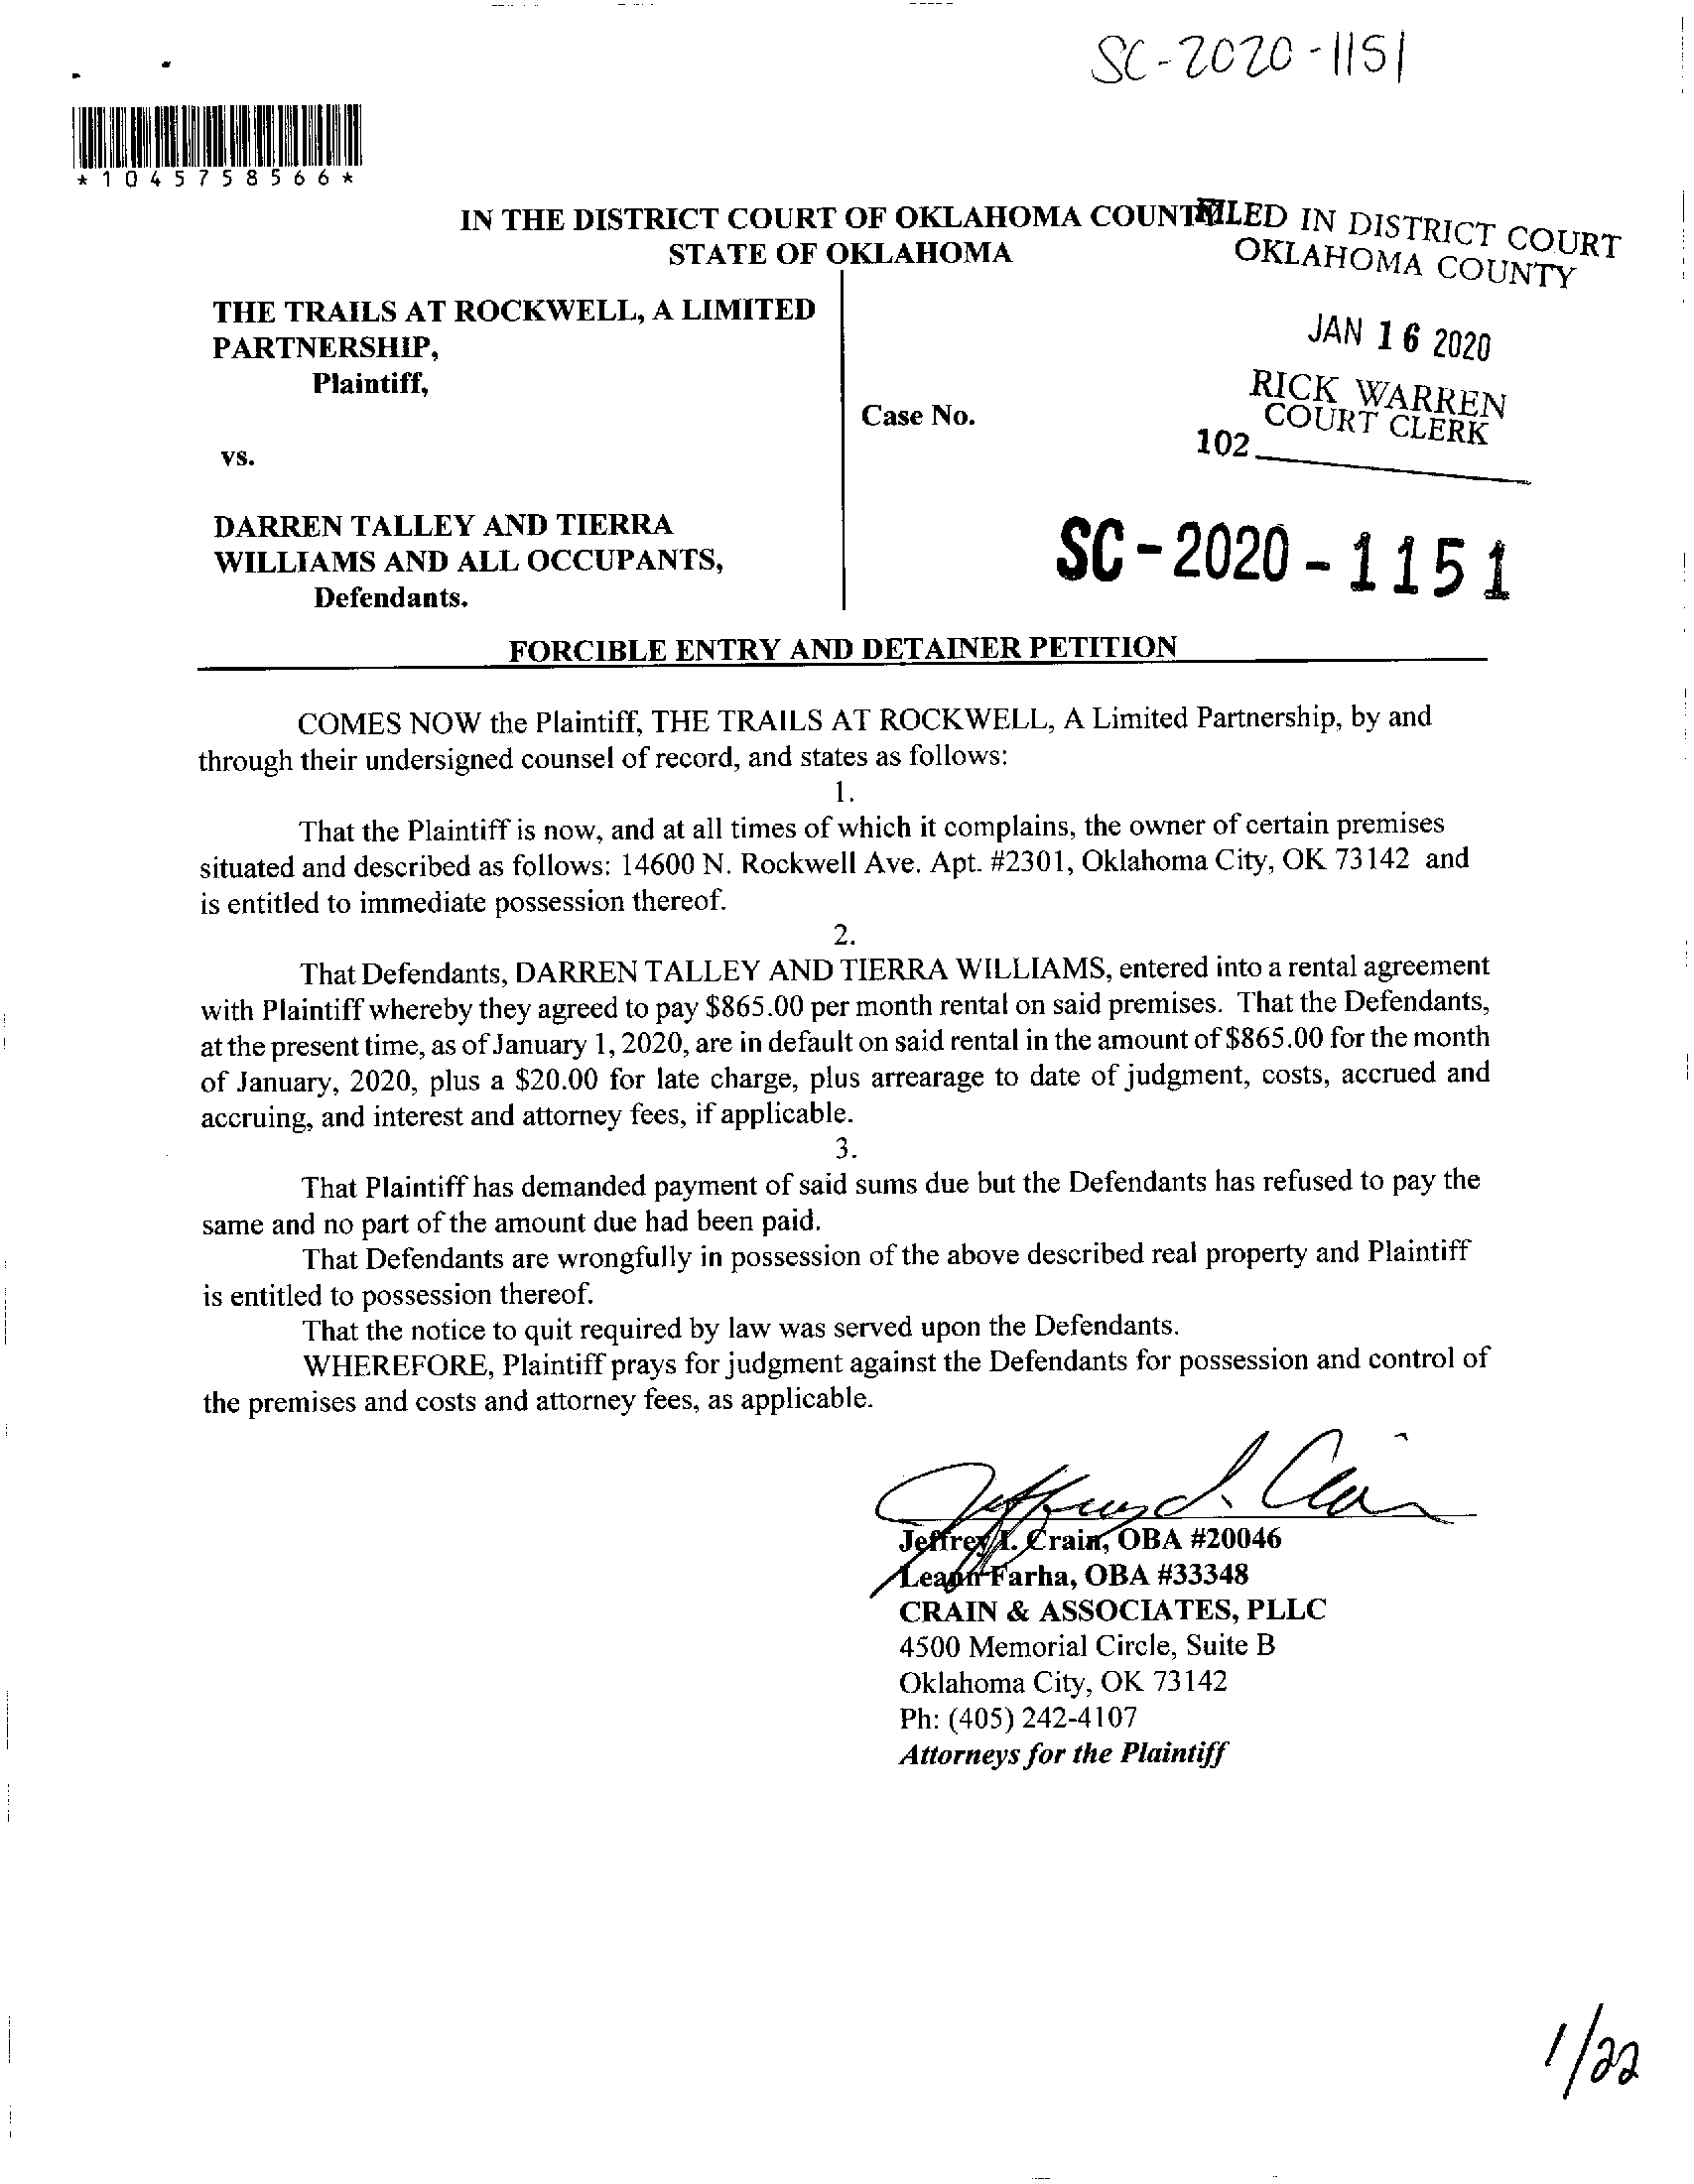 SC-2020-1151
*1045758566*
IN THE DISTRICT COURT OF OKLAHOMA COUNTY
STATE OF OKLAHOMA
FILED IN DISTRICT COURT
OKLAHOMA COUNTY
JAN 16 2020
RICK WARREN
COURT CLERK
102
THE TRAILS AT ROCKWELL, A LIMITED
PARTNERSHIP,
Plaintiff,
Case No.
vs.
SC-2020-1151
DARREN TALLEY AND TIERRA
WILLIAMS AND ALL OCCUPANTS,
Defendants.
FORCIBLE ENTRY AND DETAINER PETITION
COMES NOW the Plaintiff, THE TRAILS AT ROCKWELL, A Limited Partnership, by and
through their undersigned counsel of record, and states as follows:
1.
That the Plaintiff is now, and at all times of which it complains, the owner of certain premises
situated and described as follows: 14600 N. Rockwell Ave. Apt. #2301, Oklahoma City, OK 73142 and
is entitled to immediate possession thereof.
2.
That Defendants, DARREN TALLEY AND TIERRA WILLIAMS, entered into a rental agreement
with Plaintiff whereby they agreed to pay $865.00 per month rental on said premises. That the Defendants,
at the present time, as of January 1, 2020, are in default on said rental in the amount of $865.00 for the month
of January, 2020, plus a $20.00 for late charge, plus arrearage to date of judgment, costs, accrued and
accruing, and interest and attorney fees, if applicable.
3.
That Plaintiff has demanded payment of said sums due but the Defendants has refused to pay the
same and no part of the amount due had been paid.
That Defendants are wrongfully in possession of the above described real property and Plaintiff
is entitled to possession thereof.
That the notice to quit required by law was served upon the Defendants.
WHEREFORE, Plaintiff prays for judgment against the Defendants for possession and control of
the premises and costs and attorney fees, as applicable.
Jeffrey I. Crain
Jeffrey I. Crain, OBA #20046
Leann Farha, OBA #33348
CRAIN & ASSOCIATES, PLLC
4500 Memorial Circle, Suite B
Oklahoma City, OK 73142
Ph: (405) 242-4107
Attorneys for the Plaintiff
1/22